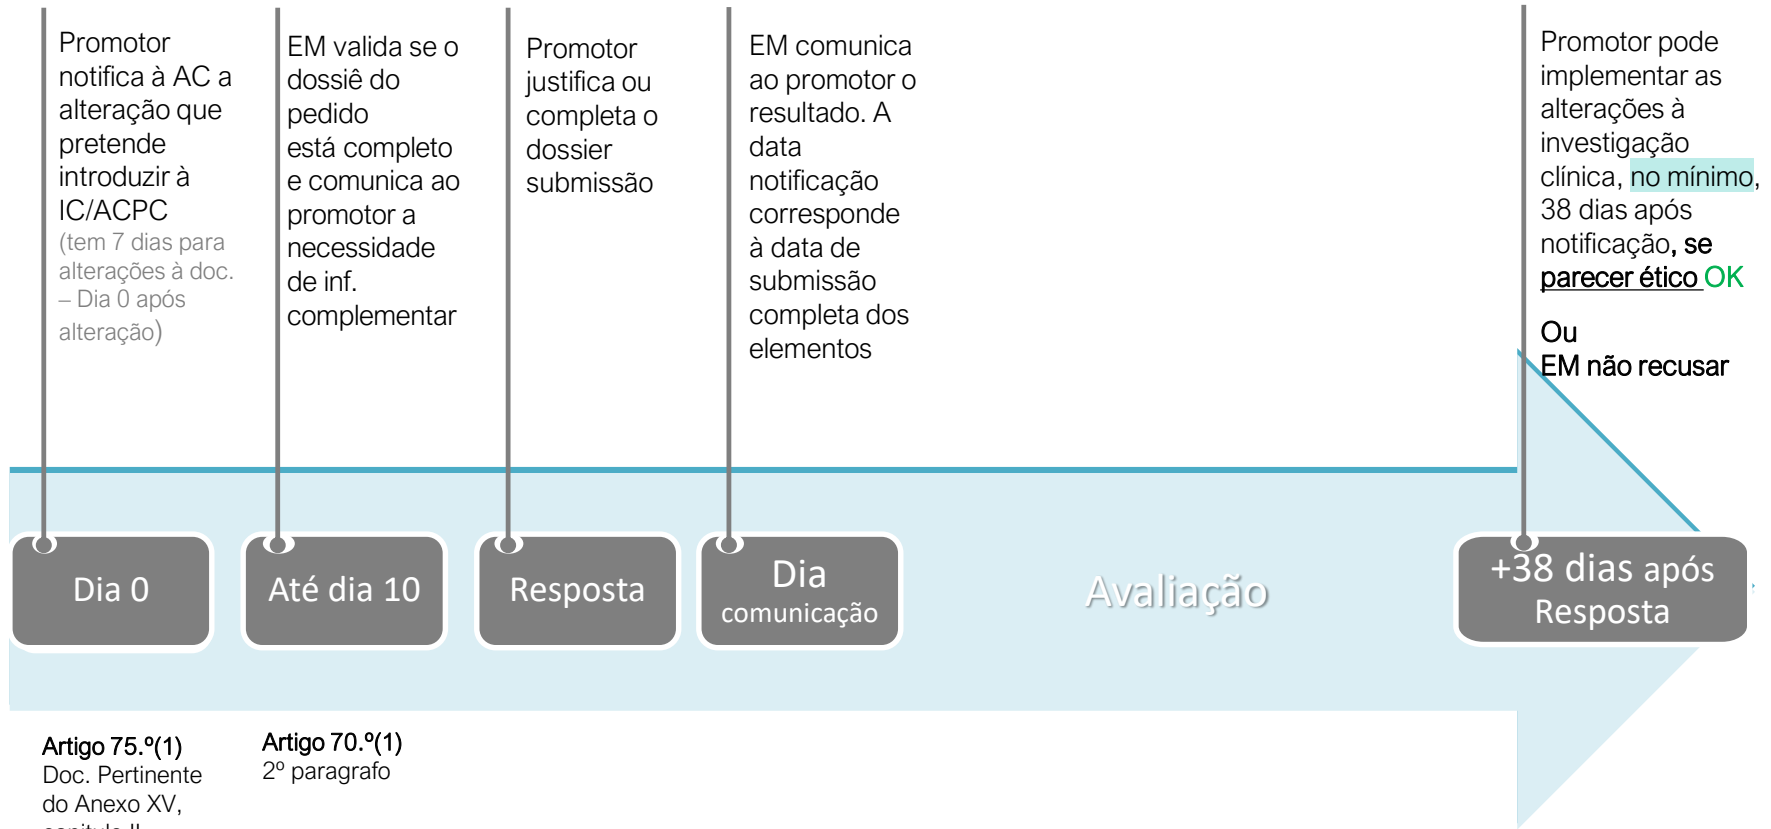 Promotor
notifica à AC a
alteração que
pretende
introduzir à
IC/ACPC
(tem 7 dias para
alterações à doc.
– Dia 0 após
alteração)
EM valida se o
dossiê do
pedido
está completo
e comunica ao
promotor a
necessidade
de inf.
complementar
Promotor
justifica ou
completa o
dossier
submissão
EM comunica
ao promotor o
resultado. A
data
notificação
corresponde
à data de
submissão
completa dos
elementos
Promotor pode
implementar as
alterações à
investigação
clínica, no mínimo,
38 dias após
notificação, se
parecer ético OK
Ou
EM não recusar
Dia 0
Até dia 10
Resposta
Dia
comunicação
Avaliação
+38 dias após
Resposta
Artigo 75.º(1)
Doc. Pertinente
do Anexo XV,
Artigo 70.º(1)
2º paragrafo